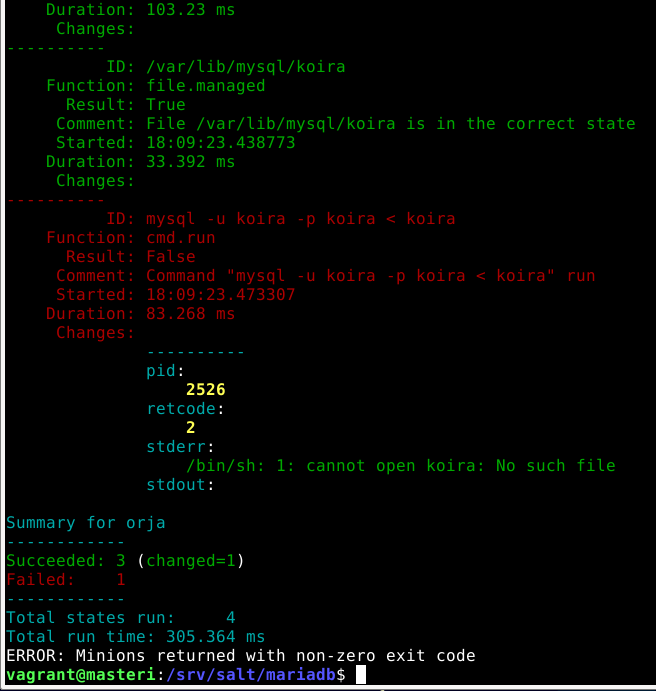 Duration: 103.23 ms
Changes:
----------
ID: /var/lib/mysql/koira
Function: file.managed
Result: True
Comment: File /var/lib/mysql/koira is in the correct state
Started: 18:09:23.438773
Duration: 33.392 ms
Changes:
----------
ID: mysql -u koira -p koira < koira
Function: cmd.run
Result: False
Comment: Command "mysql -u koira -p koira < koira" run
Started: 18:09:23.473307
Duration: 83.268 ms
Changes:
----------
pid:
2526
retcode:
2
stderr:
/bin/sh: 1: cannot open koira: No such file
stdout:
Summary for orja
------------
Succeeded: 3 (changed=1)
Failed:    1
------------
Total states run:     4
Total run time: 305.364 ms
ERROR: Minions returned with non-zero exit code
vagrant@masteri:/srv/salt/mariadb$